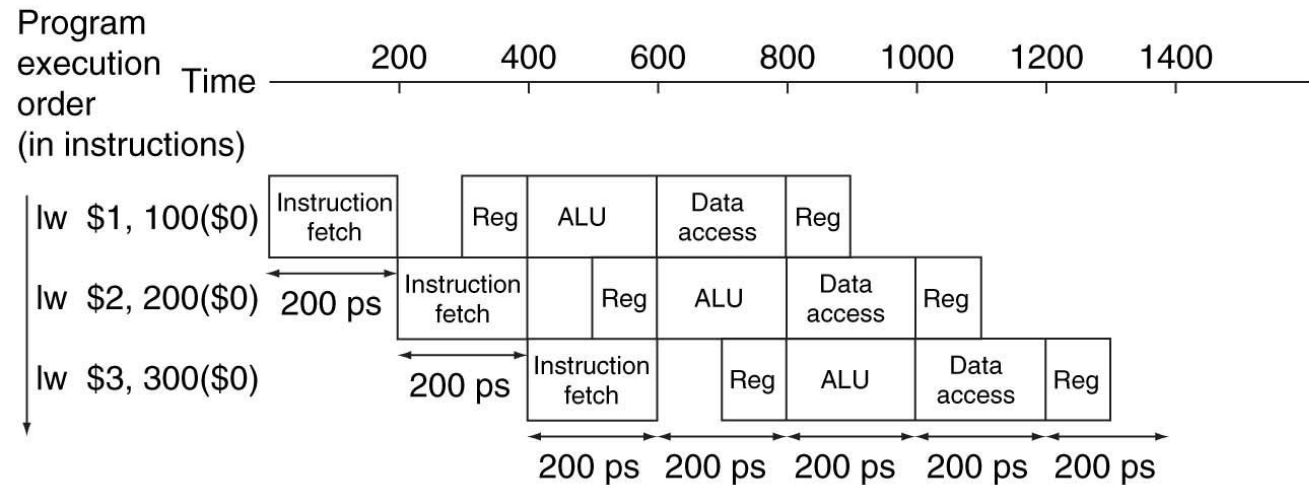 Program
execution
order
(in instructions)
Time
200 400 600 800 1000 1200 1400
lw $1, 100($0)
Instruction
fetch
Reg
ALU
Data
access
Reg
lw $2, 200($0)
200 ps
Instruction
fetch
Reg
ALU
Data
access
Reg
lw $3, 300($0)
200 ps
Instruction
fetch
Reg
ALU
Data
access
Reg
200 ps 200 ps 200 ps 200 ps 200 ps